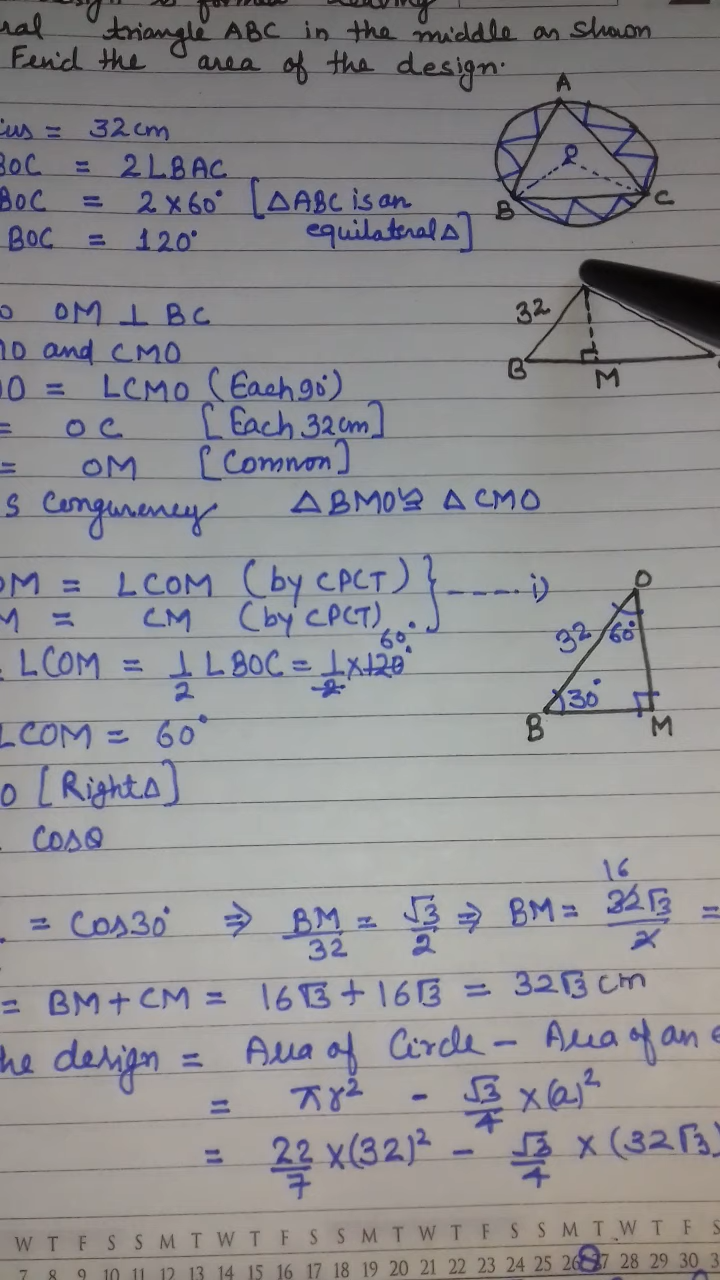 triangle ABC in the middle as shown
Find the area of the design.
A
= 32cm
BOC = 2∠BAC
BOC = 2×60° [△ABC is an equilateral△]
BOC = 120°
O
B
C
OM ⊥ BC
32
and CMO
B
M
= ∠CMO (Each 90°)
= OC [Each 32cm]
= OM [Common]
S Congurency △BMO≅△CMO
OM = ∠COM (by CPCT) } -----i)
M = CM (by CPCT)
O
32
60°
∠COM = 1/2 ∠BOC = 1/2 × 120° 60°
30°
B
M
∠COM = 60°
[Right△]
Cosθ
= Cos30° ⇒ BM/32 = √3/2 ⇒ BM = 32√3/2 16 =
= BM + CM = 16√3 + 16√3 = 32√3 cm
he design = Area of Circle – Area of an
= πr² - √3/4 ×(a)²
= 22/7 ×(32)² – √3/4 × (32√3)
W T F S S M T W T F S S M T W T F S S M T W T F S
7 8 9 10 11 12 13 14 15 16 17 18 19 20 21 22 23 24 25 26 27 28 29 30